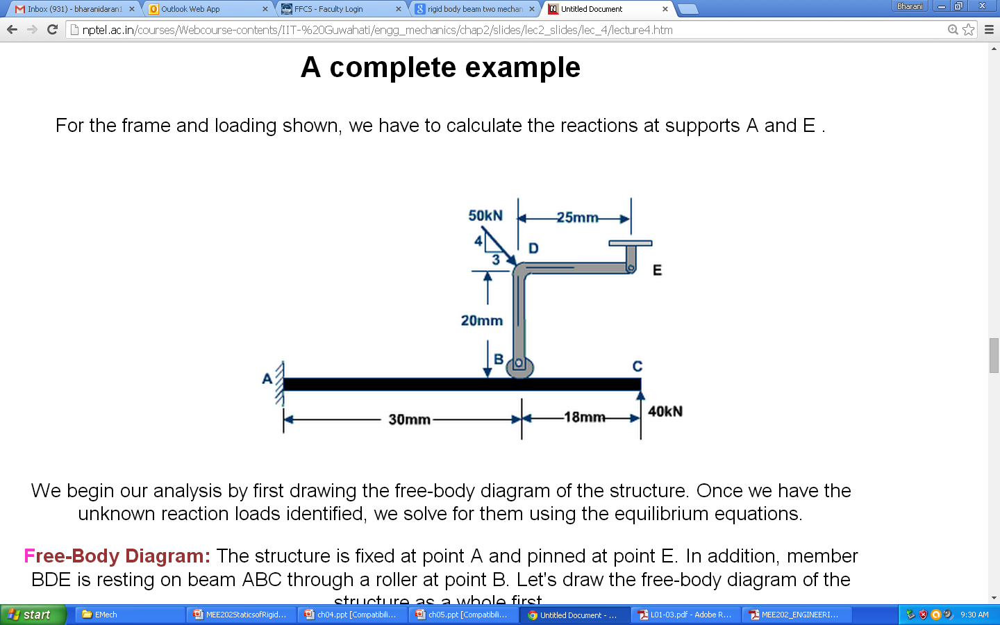 Inbox (931) - bharanidaran1
Outlook Web App
FFCS - Faculty Login
rigid body beam two mechan
Untitled Document
Bharani
nptel.ac.in/courses/Webcourse-contents/IIT-%20Guwahati/engg_mechanics/chap2/slides/lec2_slides/lec_4/lecture4.htm
A complete example
For the frame and loading shown, we have to calculate the reactions at supports A and E .
50kN
25mm
4
3
D
E
20mm
B
C
A
30mm
18mm
40kN
We begin our analysis by first drawing the free-body diagram of the structure. Once we have the
unknown reaction loads identified, we solve for them using the equilibrium equations.
Free-Body Diagram: The structure is fixed at point A and pinned at point E. In addition, member
BDE is resting on beam ABC through a roller at point B. Let's draw the free-body diagram of the
structure as a whole first
start
EMech
MEE202StaticsofRigid...
ch04.ppt [Compatibili...
ch05.ppt [Compatibili...
Untitled Document - ...
L01-03.pdf - Adobe R...
MEE202_ENGINEERI...
9:30 AM